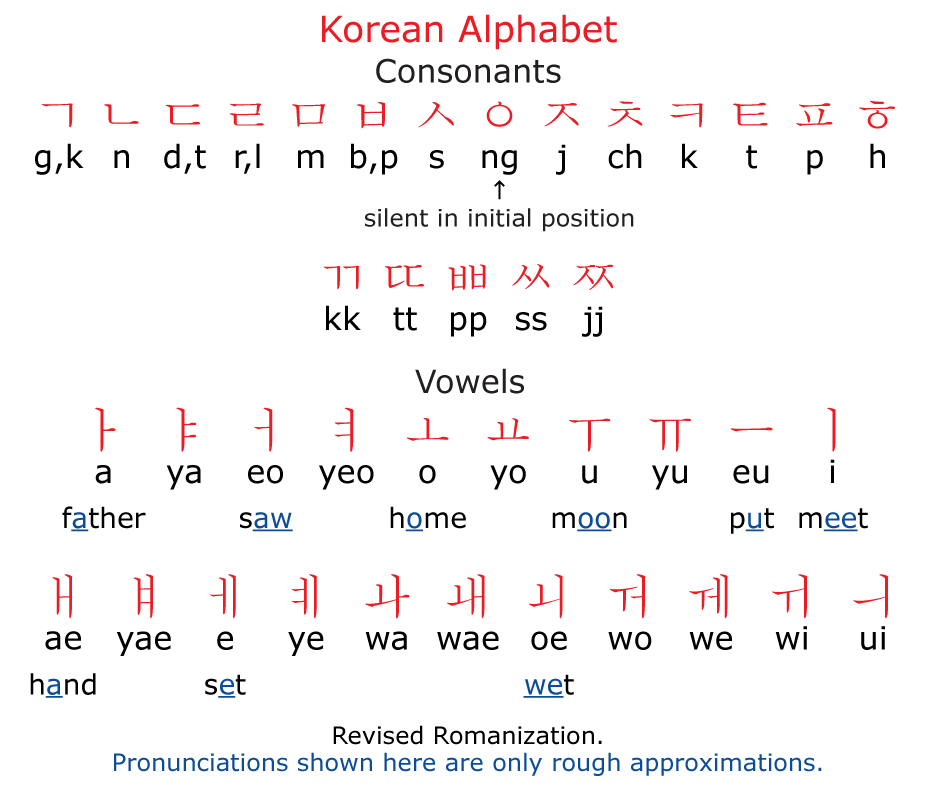 Korean Alphabet
Consonants
ㄱ ㄴ ㄷ ㄹ ㅁ ㅂ ㅅ ㅇ ㅈ ㅊ ㅋ ㅌ ㅍ ㅎ
g,k n d,t r,l m b,p s ng j ch k t p h
↑
silent in initial position
ㄲ ㄸ ㅃ ㅆ ㅉ
kk tt pp ss jj
Vowels
ㅏ ㅑ ㅓ ㅕ ㅗ ㅛ ㅜ ㅠ ㅡ ㅣ
a ya eo yeo o yo u yu eu i
father saw home moon put meet
ㅐ ㅒ ㅔ ㅖ ㅘ ㅙ ㅚ ㅝ ㅞ ㅟ ㅢ
ae yae e ye wa wae oe wo we wi ui
hand set wet
Revised Romanization.
Pronunciations shown here are only rough approximations.